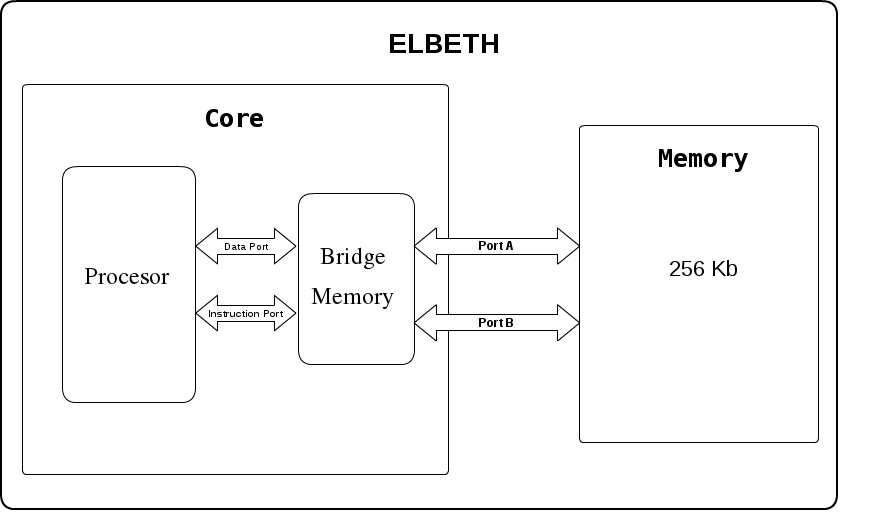 ELBETH
Core
Memory
Procesor
Data Port
Instruction Port
Bridge
Memory
Port A
Port B
256 Kb